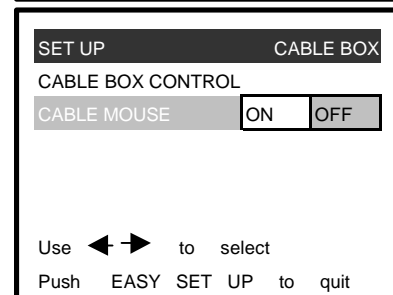 SET UP CABLE BOX
CABLE BOX CONTROL
CABLE MOUSE ON OFF
Use ◄ ► to select
Push EASY SET UP to quit